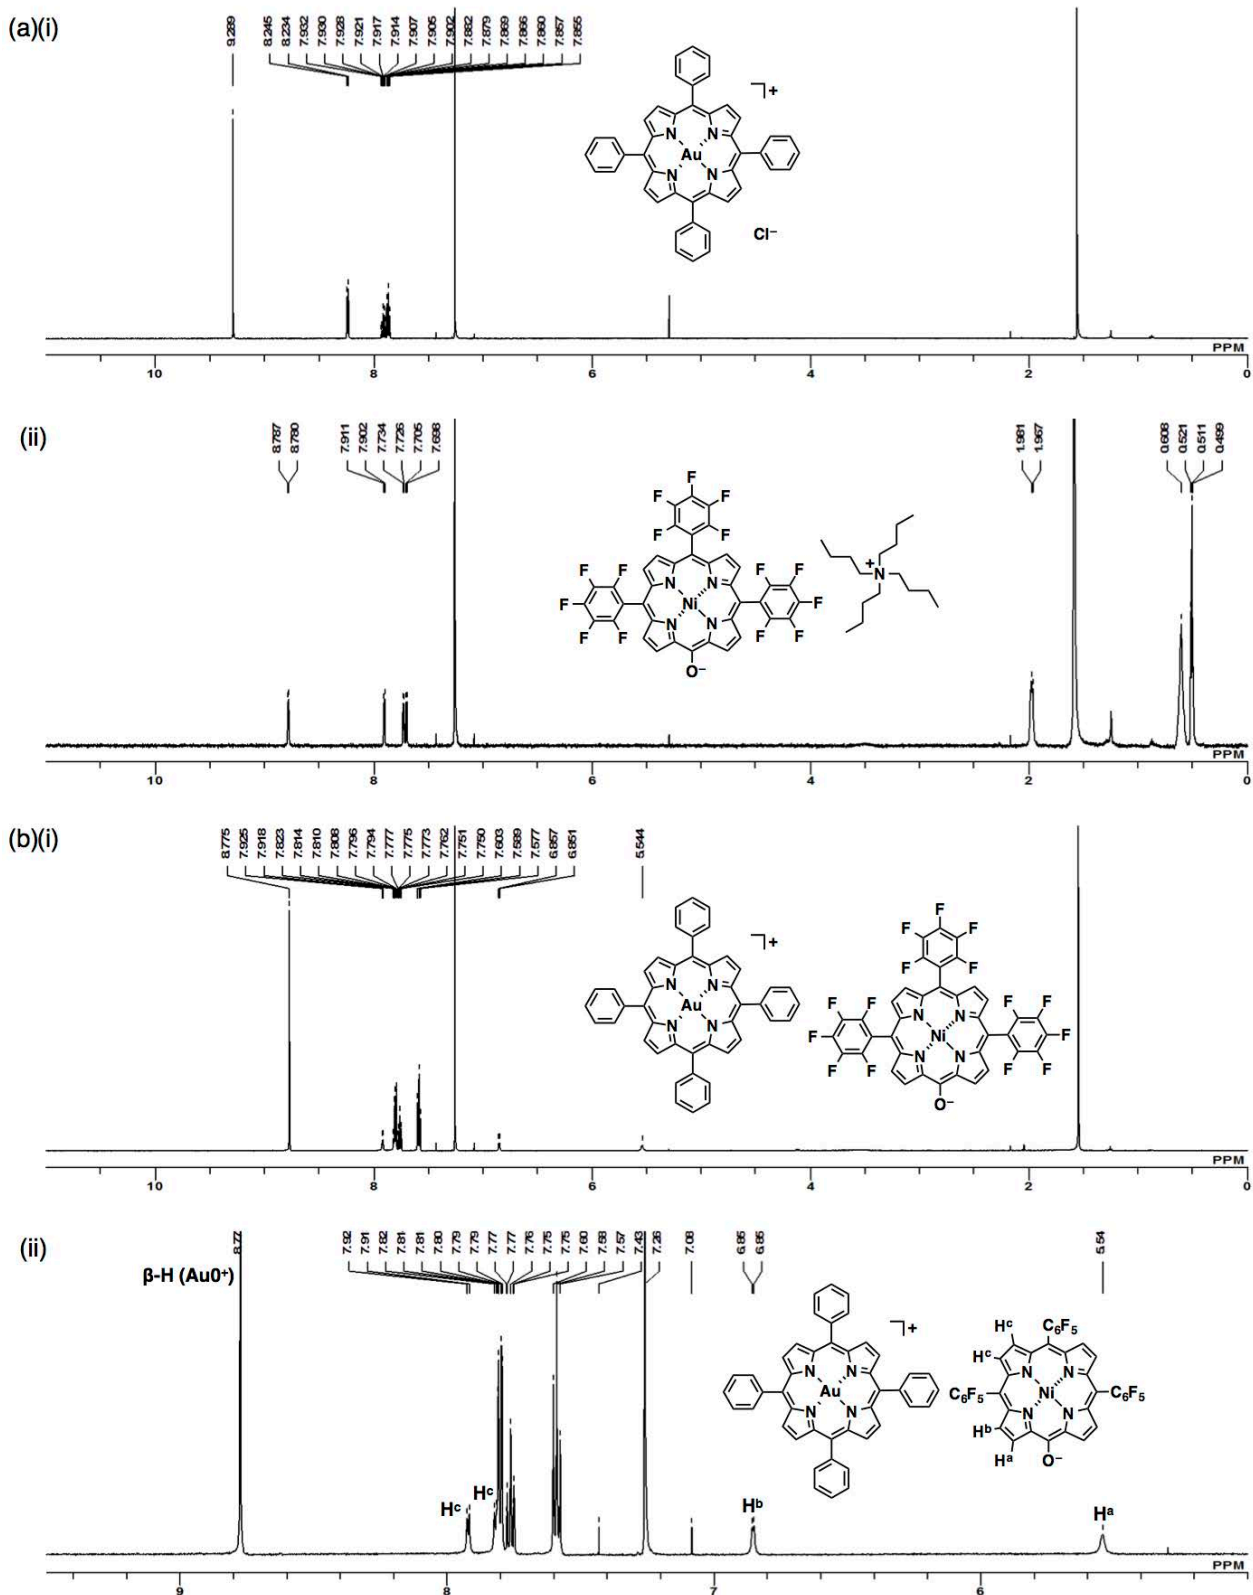 (a)(i)
9.289
8.245
8.234
7.932
7.930
7.928
7.921
7.917
7.914
7.907
7.905
7.902
7.882
7.879
7.869
7.866
7.860
7.857
7.855
+
N
N
Au
N
N
Cl−
PPM
10
8
6
4
2
0
(ii)
8.787
8.780
7.911
7.902
7.734
7.726
7.705
7.698
1.981
1.967
0.608
0.521
0.511
0.499
F
F F
F F
F F
F F
F F
F F
F F
N N
Ni
N N
O−
+
N
PPM
10
8
6
4
2
0
(b)(i)
8.775
7.925
7.918
7.823
7.814
7.810
7.808
7.796
7.794
7.777
7.775
7.773
7.762
7.751
7.750
7.603
7.589
7.577
6.857
6.851
5.544
+
N N
Au
N N
F
F F
F F
F F
F F
F F
F F
F F
N N
Ni
N N
O−
PPM
10
8
6
4
2
0
(ii)
8.77
7.92
7.91
7.82
7.81
7.81
7.80
7.79
7.79
7.77
7.77
7.76
7.75
7.75
7.60
7.58
7.57
7.43
7.26
7.08
6.85
6.85
5.54
β-H (Au0⁺)
+
N N
Au
N N
Hᶜ
C₆F₅
Hᶜ
N N
C₆F₅
Ni
C₆F₅
N N
Hᵇ
Hᵃ
O−
Hᶜ
Hᶜ
Hᵇ
Hᵃ
PPM
9
8
7
6